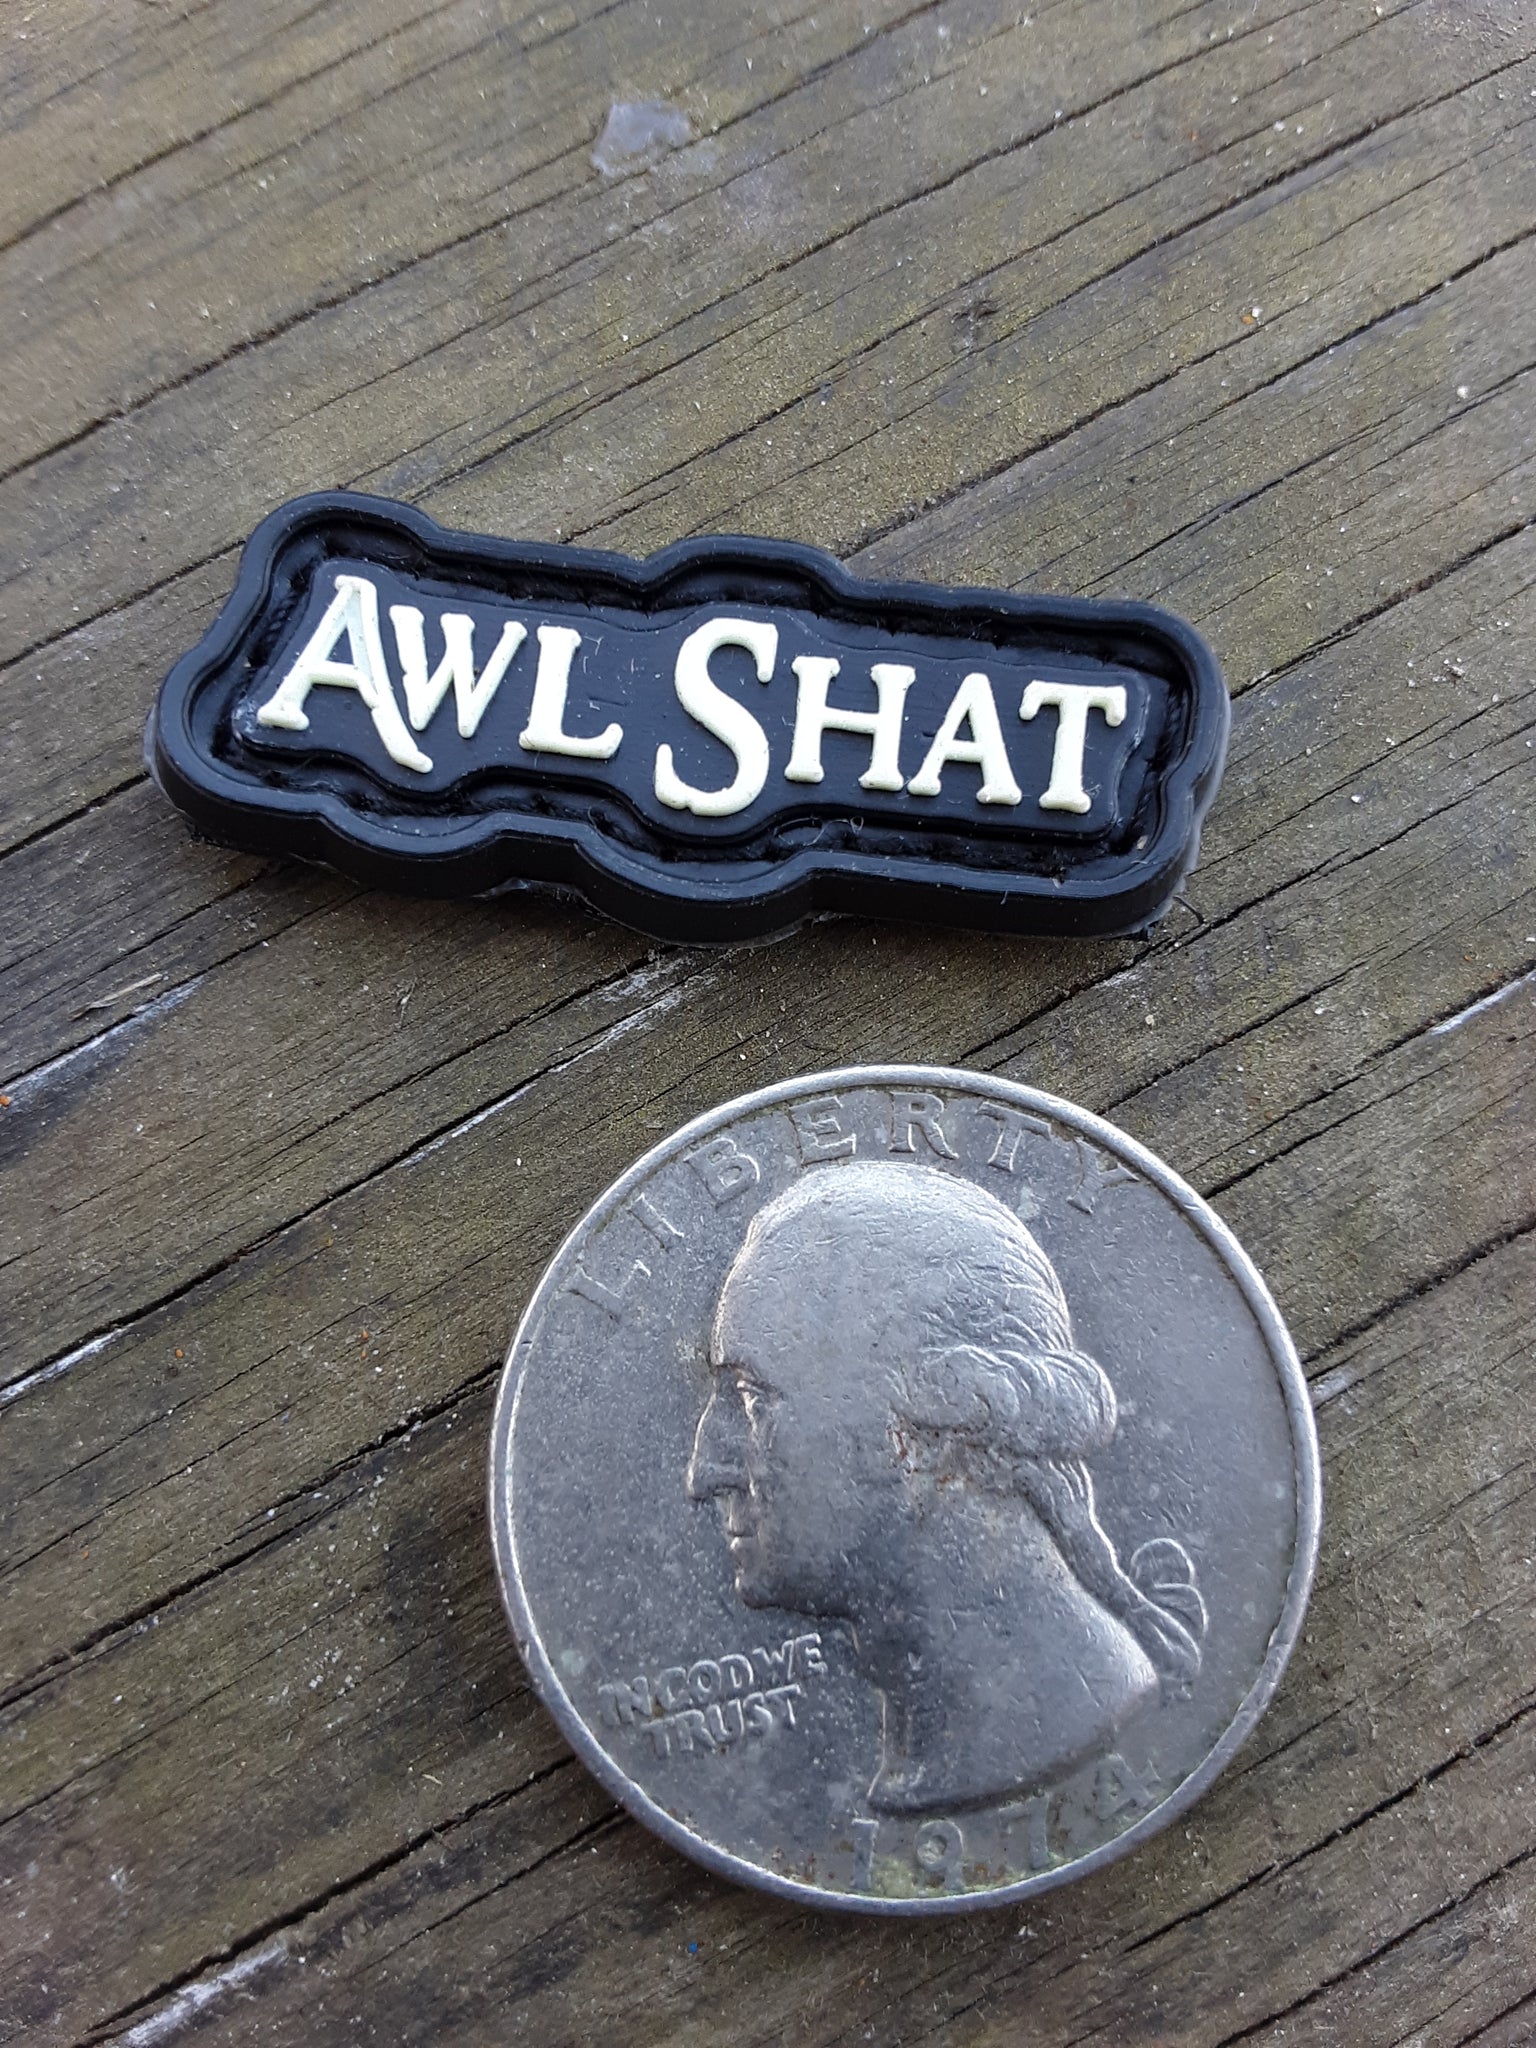 AWL SHAT
LIBERTY
IN GOD WE
TRUST
1974